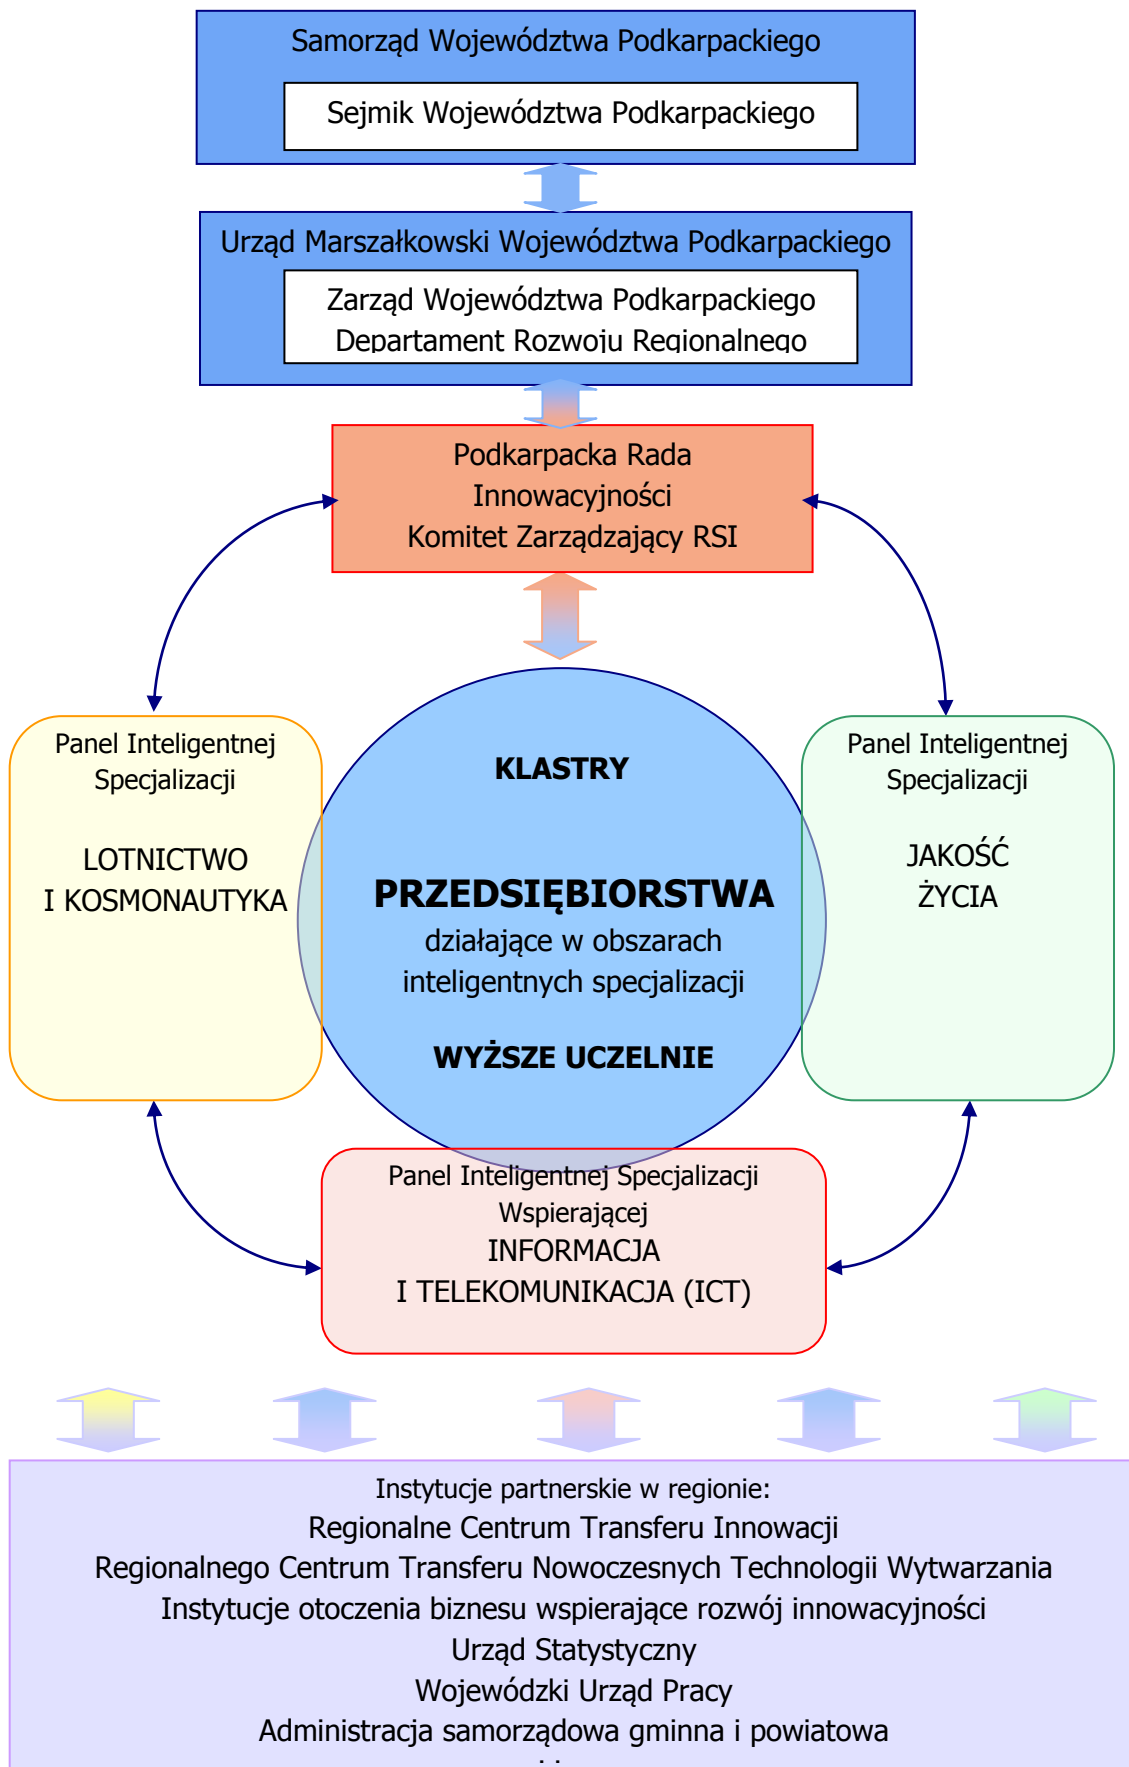 Samorząd Województwa Podkarpackiego
Sejmik Województwa Podkarpackiego
Urząd Marszałkowski Województwa Podkarpackiego
Zarząd Województwa Podkarpackiego
Departament Rozwoju Regionalnego
Podkarpacka Rada
Innowacyjności
Komitet Zarządzający RSI
Panel Inteligentnej
Specjalizacji
LOTNICTWO
I KOSMONAUTYKA
KLASTRY
PRZEDSIĘBIORSTWA
działające w obszarach
inteligentnych specjalizacji
WYŻSZE UCZELNIE
Panel Inteligentnej
Specjalizacji
JAKOŚĆ
ŻYCIA
Panel Inteligentnej Specjalizacji
Wspierającej
INFORMACJA
I TELEKOMUNIKACJA (ICT)
Instytucje partnerskie w regionie:
Regionalne Centrum Transferu Innowacji
Regionalnego Centrum Transferu Nowoczesnych Technologii Wytwarzania
Instytucje otoczenia biznesu wspierające rozwój innowacyjności
Urząd Statystyczny
Wojewódzki Urząd Pracy
Administracja samorządowa gminna i powiatowa